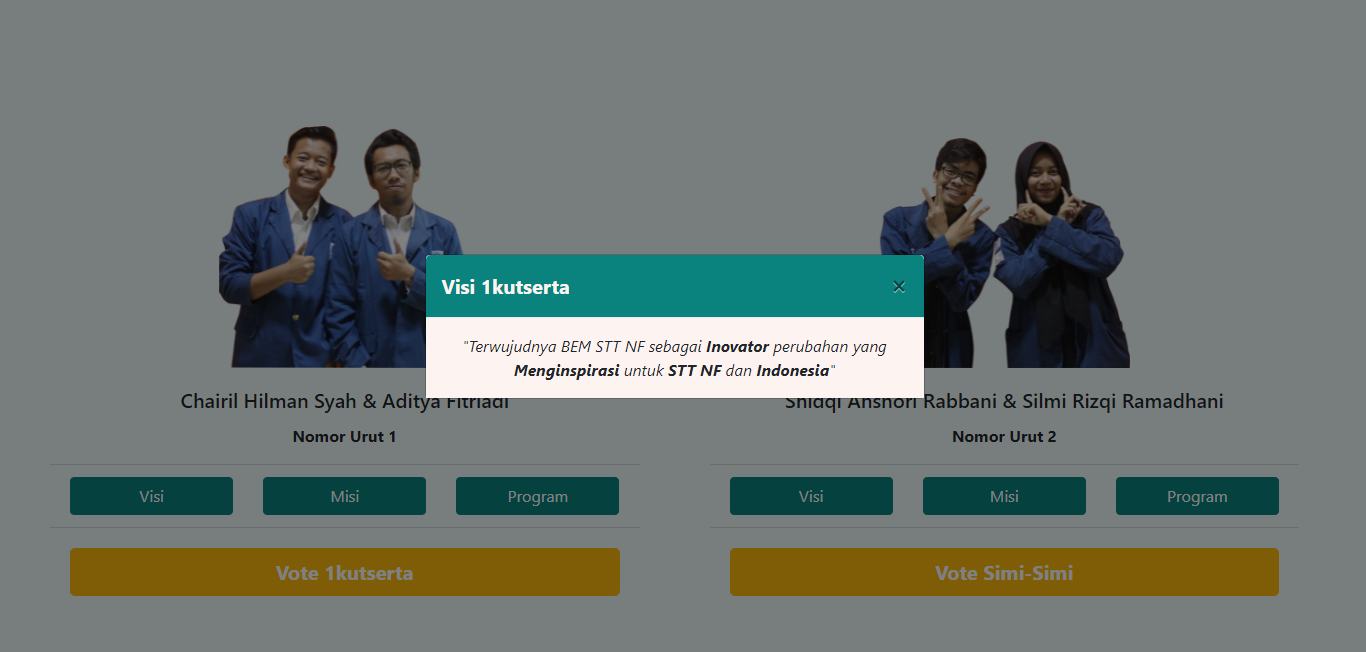 Visi 1kutserta
×
"Terwujudnya BEM STT NF sebagai Inovator perubahan yang
Menginspirasi untuk STT NF dan Indonesia"
Chairil Hilman Syah & Aditya Fitriadi
Nomor Urut 1
Visi
Misi
Program
Vote 1kutserta
Shidqi Anshori Rabbani & Silmi Rizqi Ramadhani
Nomor Urut 2
Visi
Misi
Program
Vote Simi-Simi